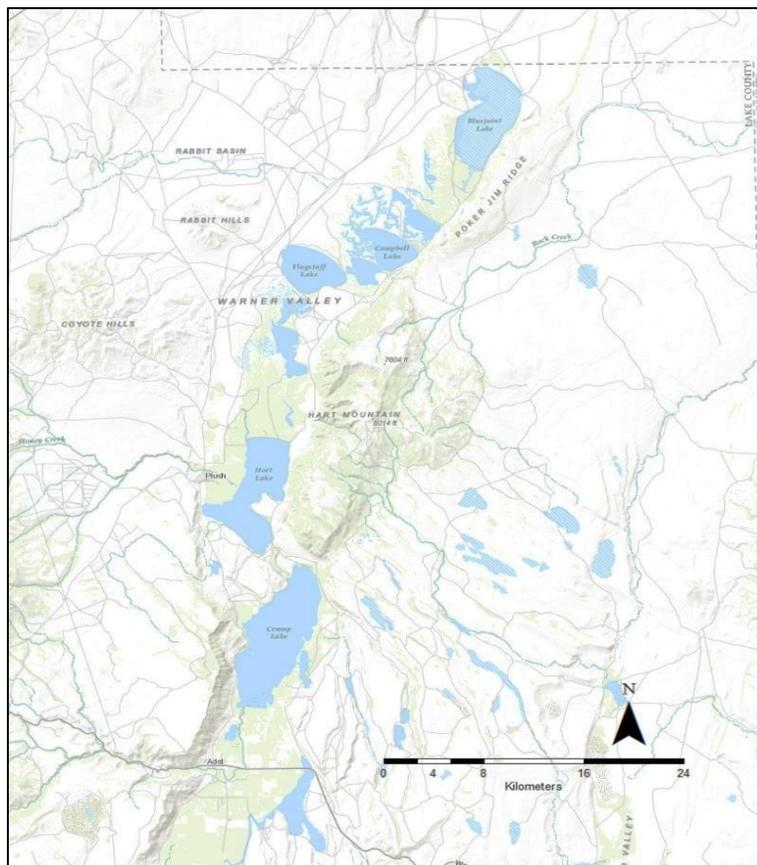 LAKE COUNTY
Bluejoint
Lake
RABBIT BASIN
POKER JIM RIDGE
RABBIT HILLS
Rock Creek
Campbell
Lake
Flagstaff
Lake
WARNER VALLEY
COYOTE HILLS
7604 ft
HART MOUNTAIN
8014 ft
Honey Creek
Plush
Hart
Lake
Crump
Lake
N
Adel
0 4 8 16 24
Kilometers
VALLEY